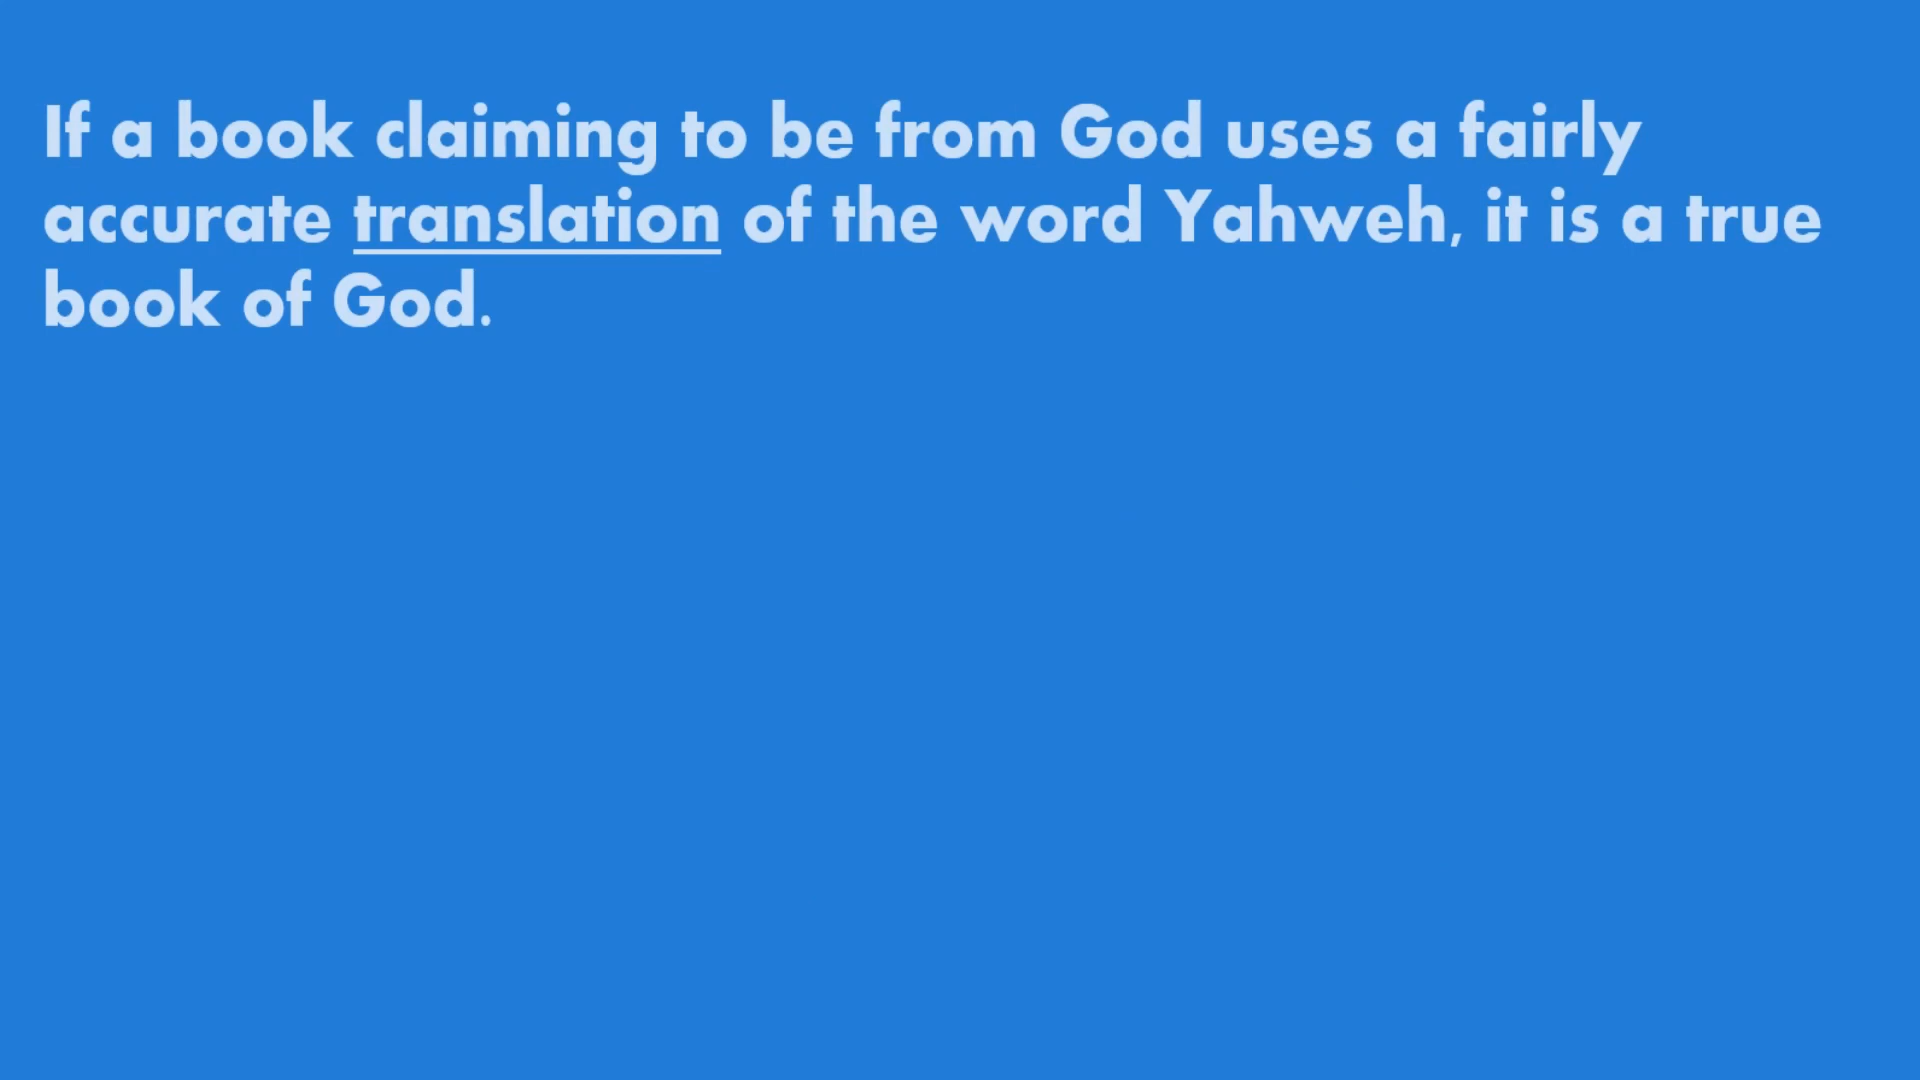 If a book claiming to be from God uses a fairly
accurate translation of the word Yahweh, it is a true
book of God.